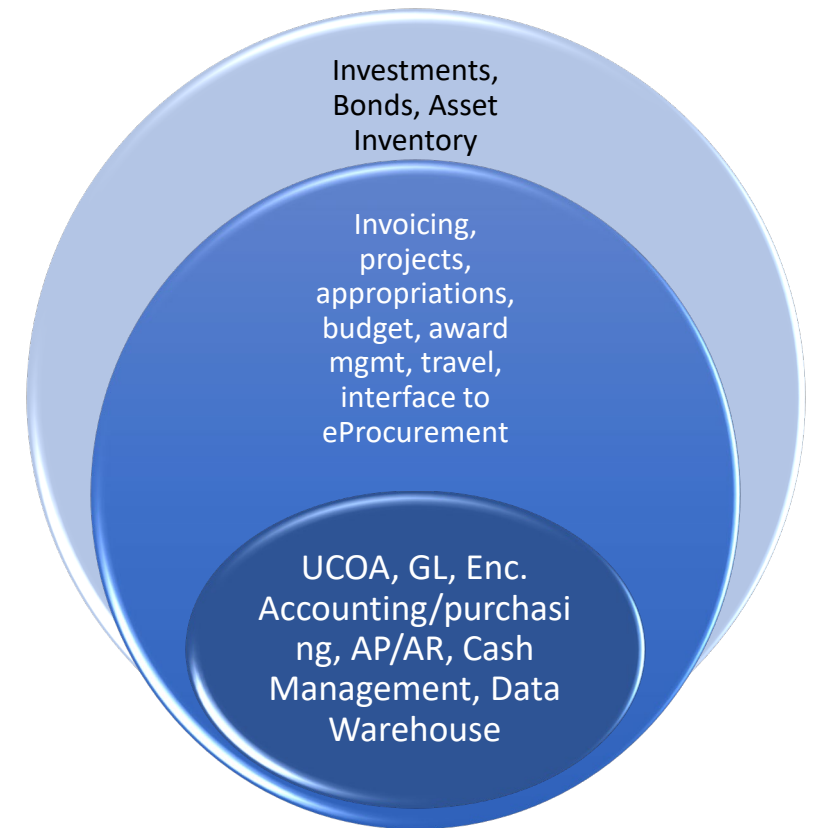 Investments,
Bonds, Asset
Inventory
Invoicing,
projects,
appropriations,
budget, award
mgmt, travel,
interface to
eProcurement
UCOA, GL, Enc.
Accounting/purchasi
ng, AP/AR, Cash
Management, Data
Warehouse